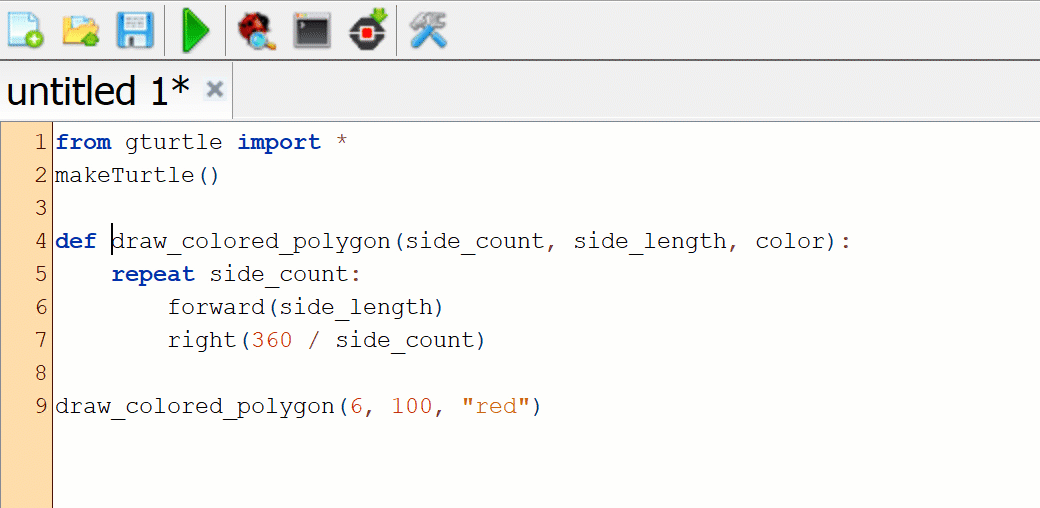 untitled 1*
1 from gturtle import *
2 makeTurtle()
3
4 def draw_colored_polygon(side_count, side_length, color):
5     repeat side_count:
6         forward(side_length)
7         right(360 / side_count)
8
9 draw_colored_polygon(6, 100, "red")